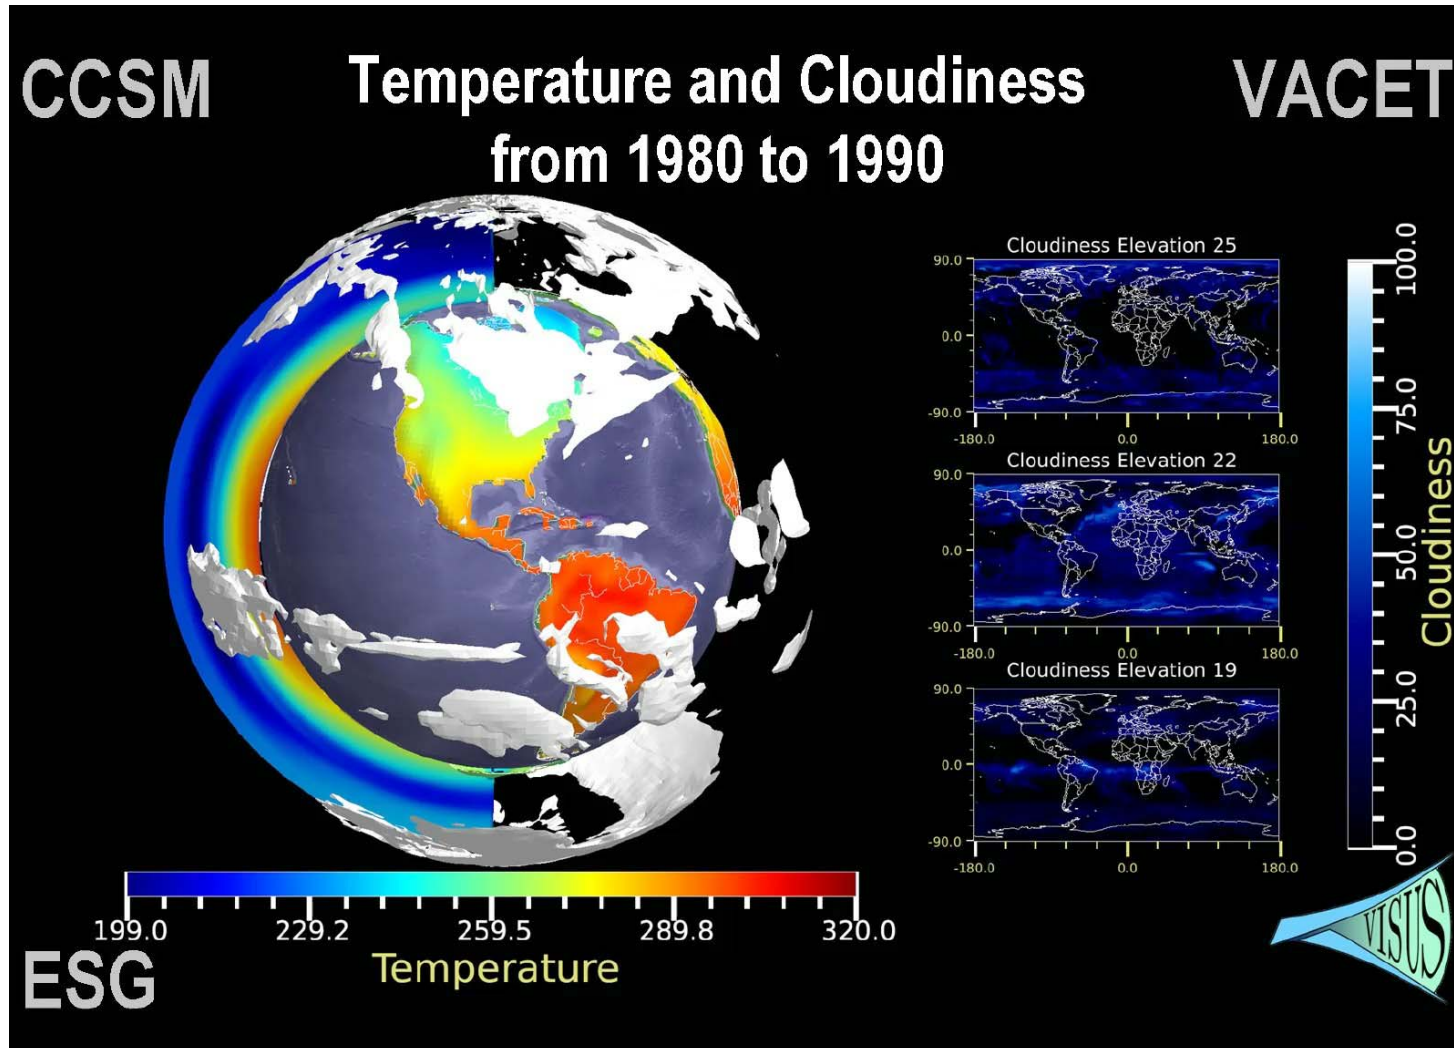 CCSM
Temperature and Cloudiness
from 1980 to 1990
VACET
Cloudiness Elevation 25
90.0
0.0
-90.0
-180.0 0.0 180.0
Cloudiness Elevation 22
90.0
0.0
-90.0
-180.0 0.0 180.0
Cloudiness Elevation 19
90.0
0.0
-90.0
-180.0 0.0 180.0
100.0
75.0
50.0
25.0
0.0
Cloudiness
199.0 229.2 259.5 289.8 320.0
Temperature
ESG
VISUS